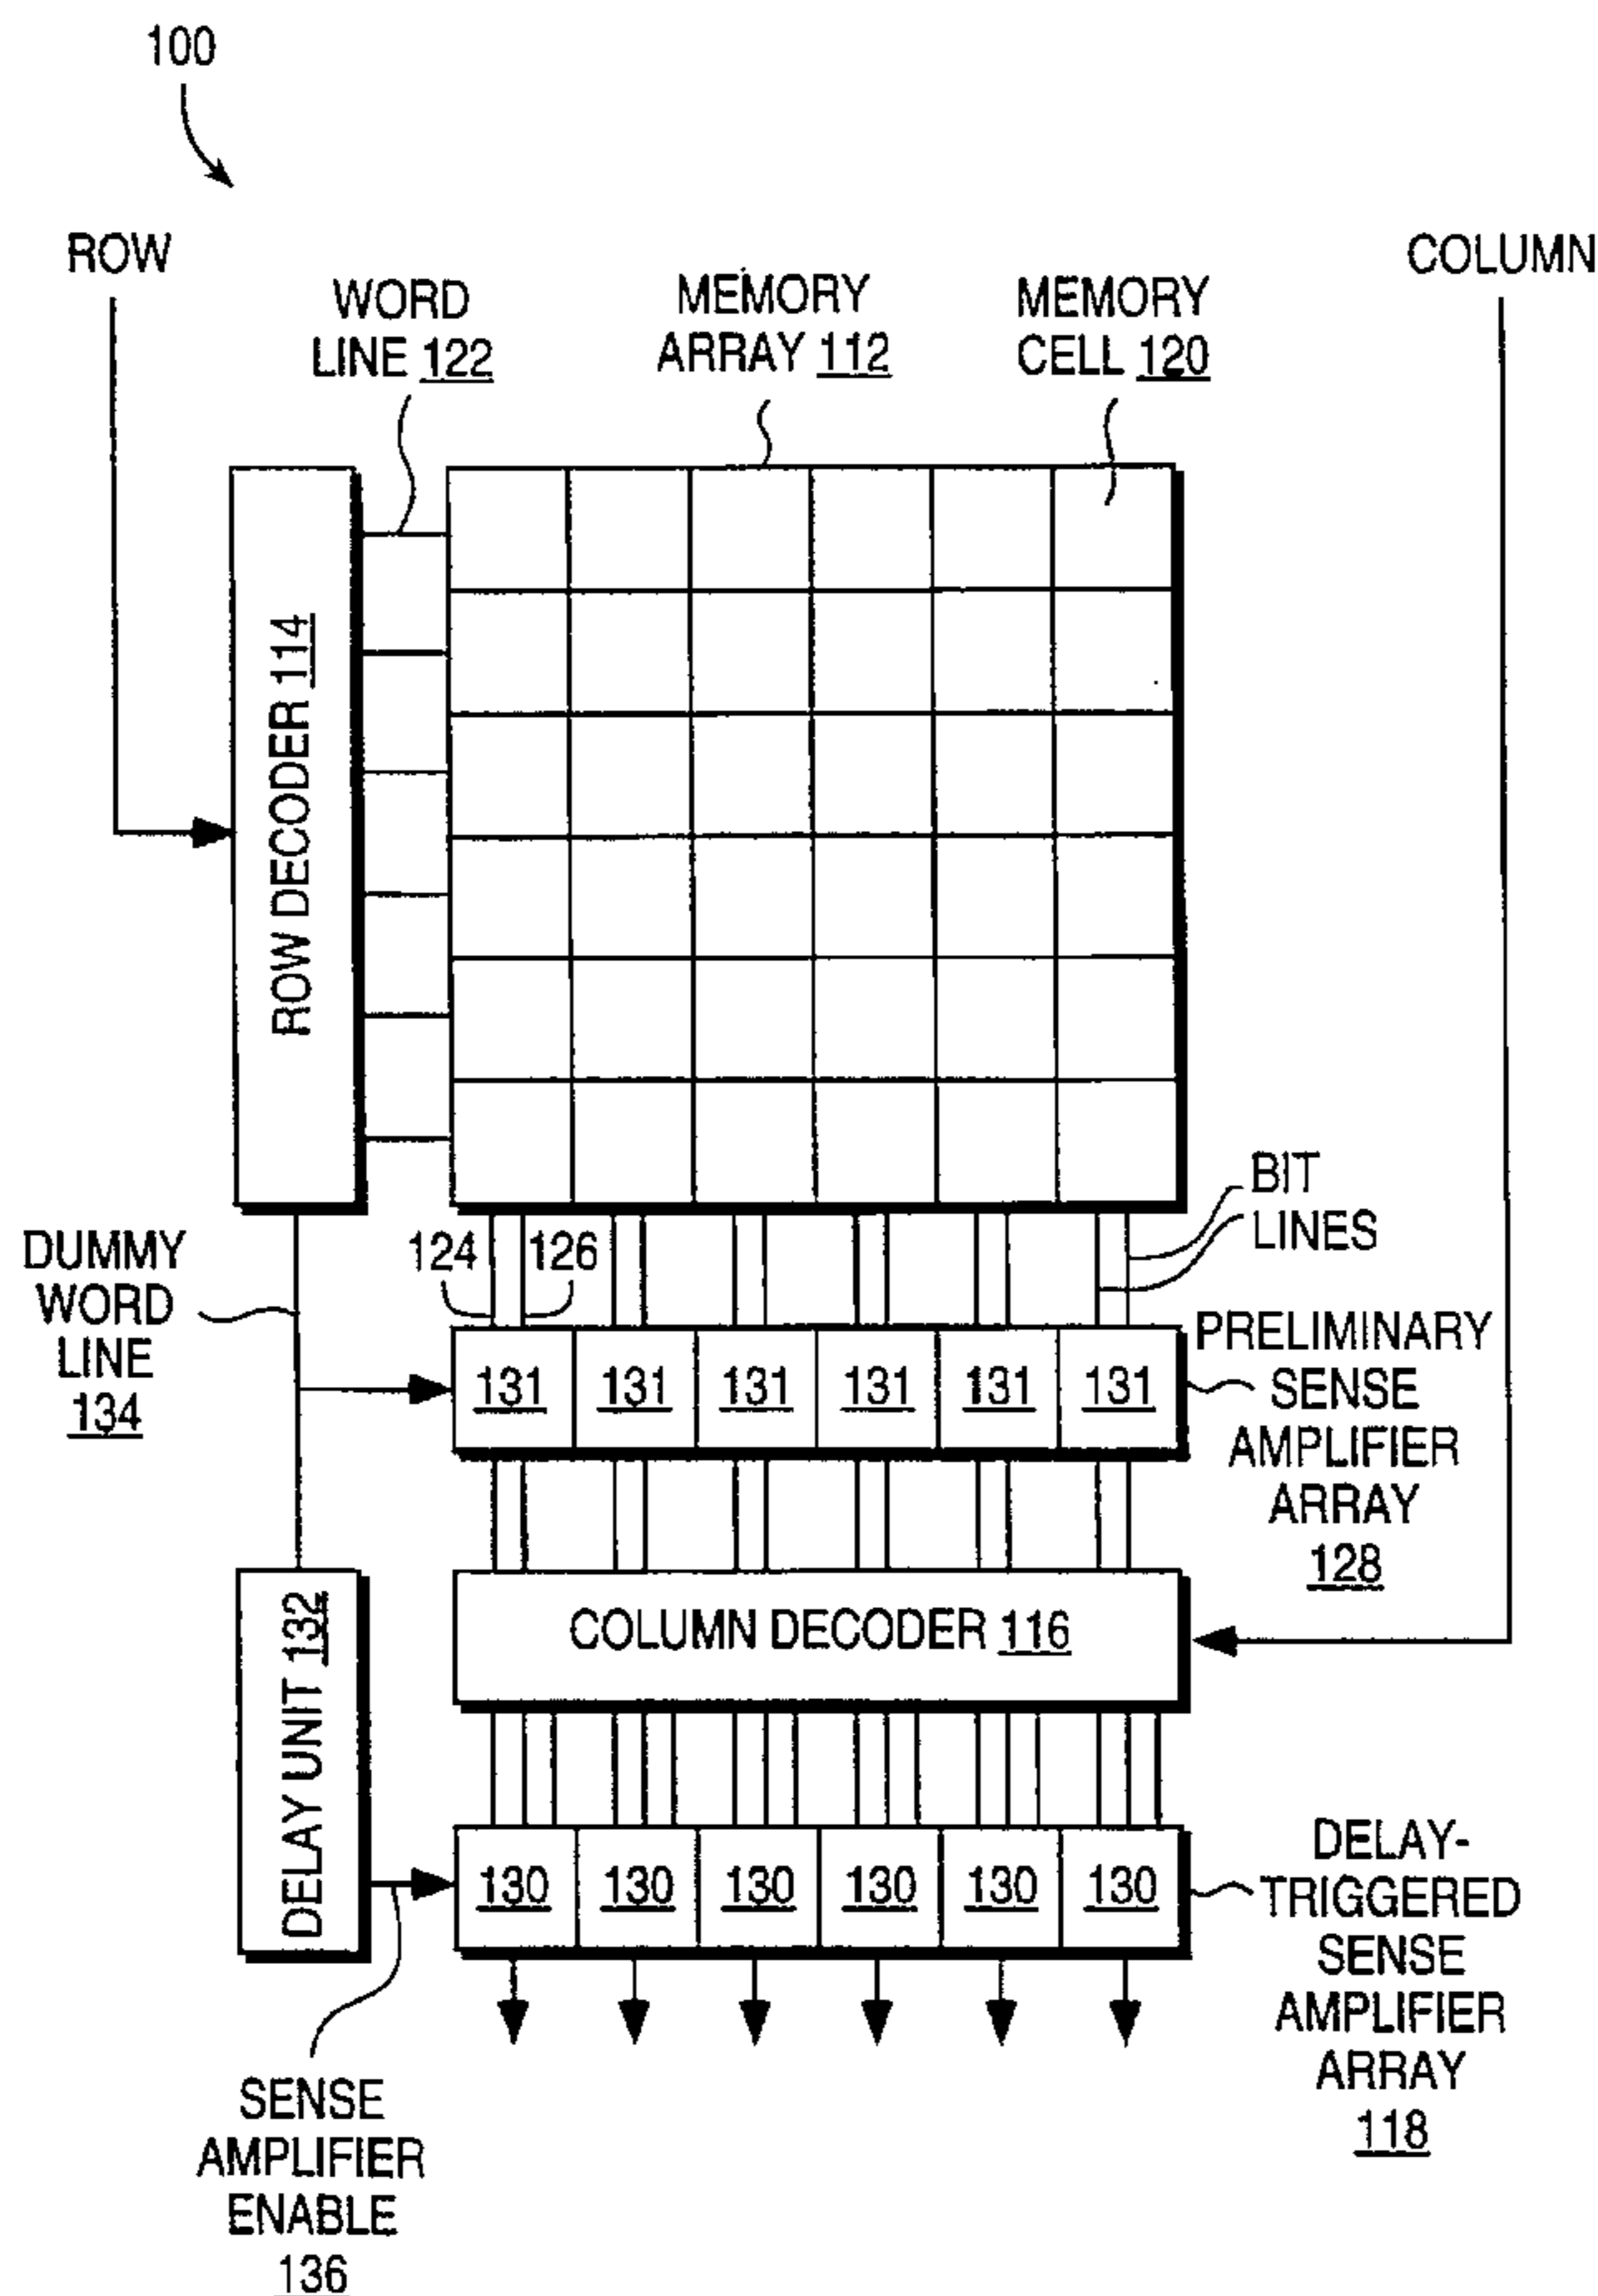 100
ROW
COLUMN
WORD
LINE 122
MEMORY
ARRAY 112
MEMORY
CELL 120
ROW DECODER 114
BIT
LINES
124
126
DUMMY
WORD
LINE
134
131 131 131 131 131 131
PRELIMINARY
SENSE
AMPLIFIER
ARRAY
128
COLUMN DECODER 116
DELAY UNIT 132
130 130 130 130 130 130
DELAY-
TRIGGERED
SENSE
AMPLIFIER
ARRAY
118
SENSE
AMPLIFIER
ENABLE
136